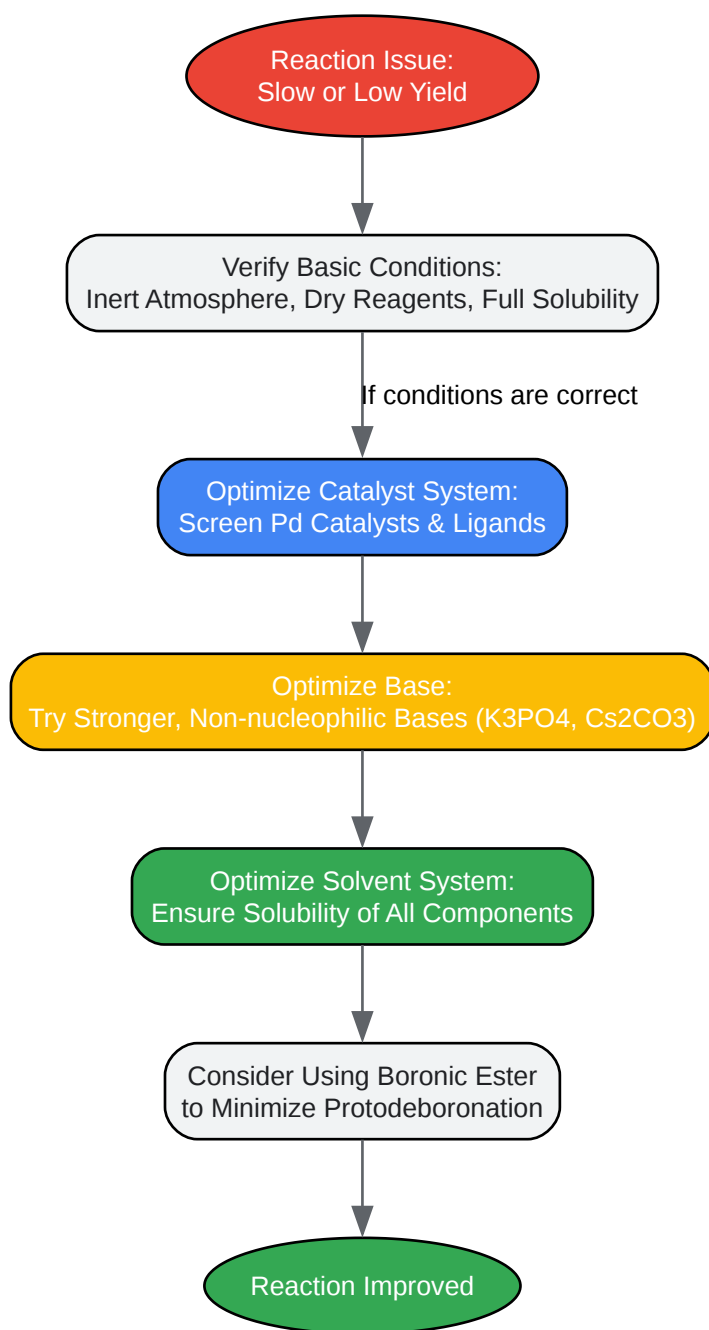 Reaction Issue:
Slow or Low Yield
Verify Basic Conditions:
Inert Atmosphere, Dry Reagents, Full Solubility
If conditions are correct
Optimize Catalyst System:
Screen Pd Catalysts & Ligands
Optimize Base:
Try Stronger, Non-nucleophilic Bases (K3PO4, Cs2CO3)
Optimize Solvent System:
Ensure Solubility of All Components
Consider Using Boronic Ester
to Minimize Protodeboronation
Reaction Improved